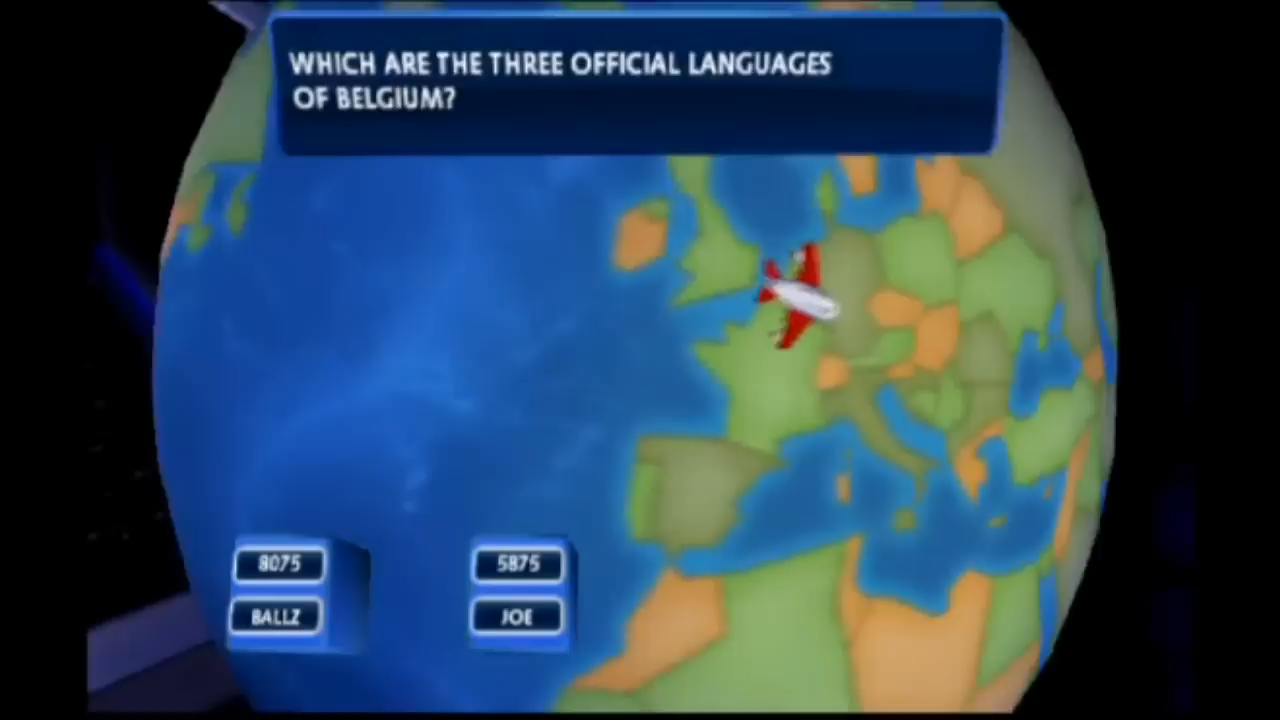 WHICH ARE THE THREE OFFICIAL LANGUAGES
OF BELGIUM?
8075
5875
BALLZ
JOE